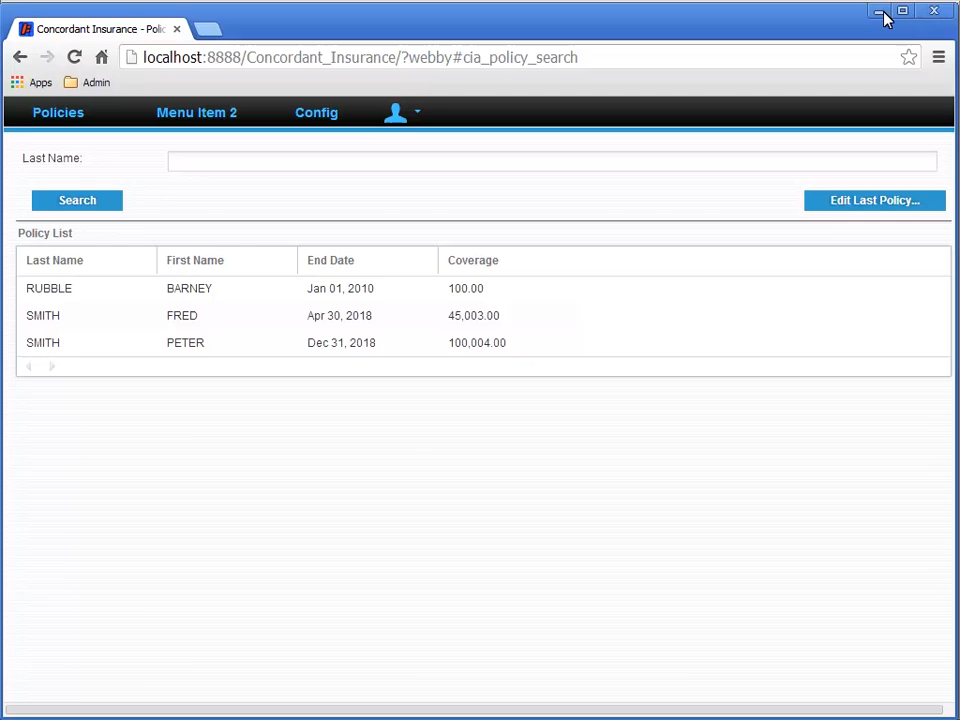 Concordant Insurance - Polic
localhost:8888/Concordant_Insurance/?webby#cia_policy_search
Apps Admin
Policies Menu Item 2 Config
Last Name:
Search Edit Last Policy...
Policy List
Last Name First Name End Date Coverage
RUBBLE BARNEY Jan 01, 2010 100.00
SMITH FRED Apr 30, 2018 45,003.00
SMITH PETER Dec 31, 2018 100,004.00